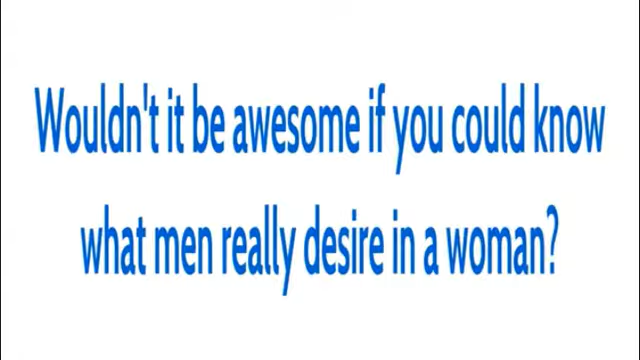 Wouldn't it be awesome if you could know
what men really desire in a woman?